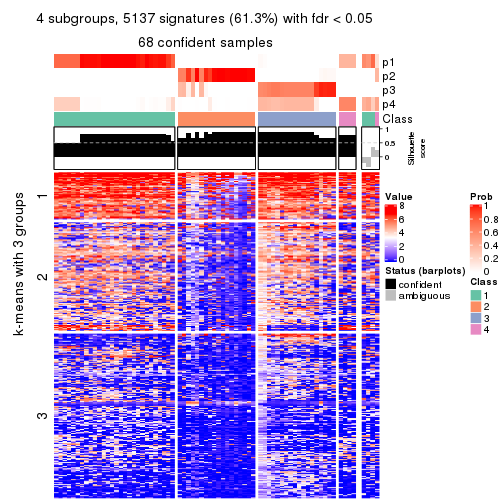 4 subgroups, 5137 signatures (61.3%) with fdr < 0.05
68 confident samples
p1
p2
p3
p4
Class
1
0.5
0
Silhouette
score
k-means with 3 groups
1
2
3
Value
8
6
4
2
0
Status (barplots)
confident
ambiguous
Prob
1
0.8
0.6
0.4
0.2
0
Class
1
2
3
4